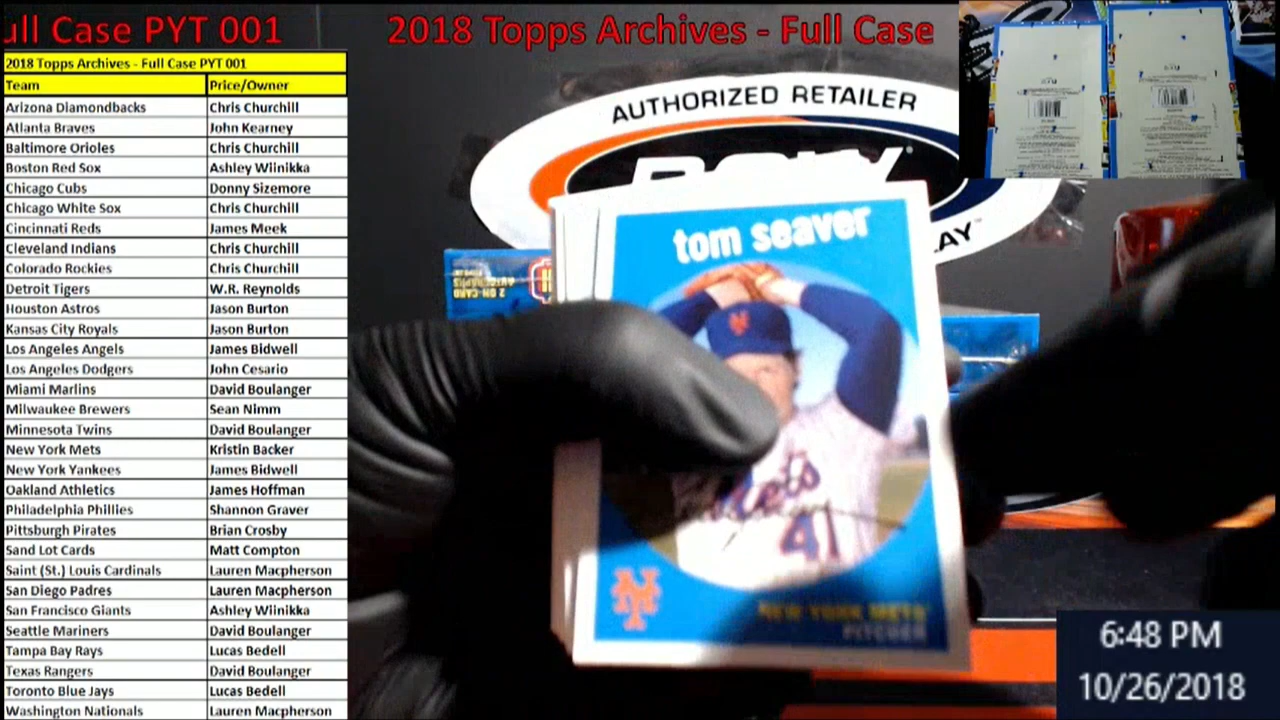 ull Case PYT 001
2018 Topps Archives - Full Case
2018 Topps Archives - Full Case PYT 001
Team Price/Owner
Arizona Diamondbacks Chris Churchill
Atlanta Braves John Kearney
Baltimore Orioles Chris Churchill
Boston Red Sox Ashley Wiinikka
Chicago Cubs Donny Sizemore
Chicago White Sox Chris Churchill
Cincinnati Reds James Meek
Cleveland Indians Chris Churchill
Colorado Rockies Chris Churchill
Detroit Tigers W.R. Reynolds
Houston Astros Jason Burton
Kansas City Royals Jason Burton
Los Angeles Angels James Bidwell
Los Angeles Dodgers John Cesario
Miami Marlins David Boulanger
Milwaukee Brewers Sean Nimm
Minnesota Twins David Boulanger
New York Mets Kristin Backer
New York Yankees James Bidwell
Oakland Athletics James Hoffman
Philadelphia Phillies Shannon Graver
Pittsburgh Pirates Brian Crosby
Sand Lot Cards Matt Compton
Saint (St.) Louis Cardinals Lauren Macpherson
San Diego Padres Lauren Macpherson
San Francisco Giants Ashley Wiinikka
Seattle Mariners David Boulanger
Tampa Bay Rays Lucas Bedell
Texas Rangers David Boulanger
Toronto Blue Jays Lucas Bedell
Washington Nationals Lauren Macpherson
AUTHORIZED RETAILER
LAY™
2 ON-CARD
AUTOGRAPHS
tom seaver
NY
Mets
41
NY
NEW YORK METS
PITCHER
6:48 PM
10/26/2018